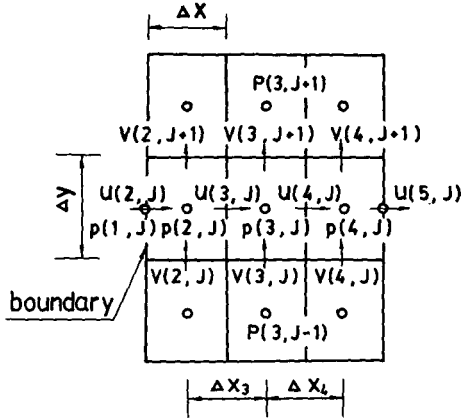 ΔX
P(3,J+1)
V(2,J+1) V(3,J+1) V(4,J+1)
Δy
U(2,J) U(3,J) U(4,J) U(5,J)
p(1,J) p(2,J) p(3,J) p(4,J)
V(2,J) V(3,J) V(4,J)
boundary
P(3,J-1)
ΔX₃ ΔX₄